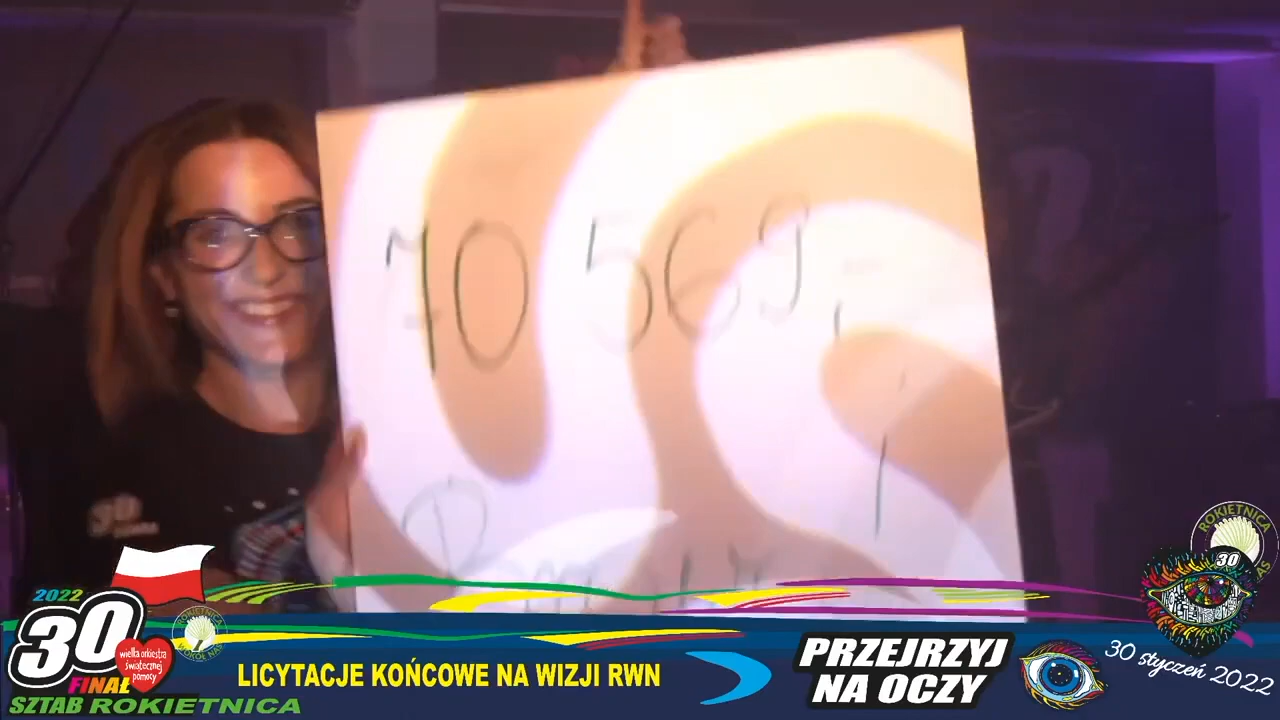 70 569,-
30
2022
30
FINAŁ
wielka orkiestra
świątecznej
pomocy
SZTAB ROKIETNICA
LICYTACJE KOŃCOWE NA WIZJI RWN
PRZEJRZYJ
NA OCZY
ROKIETNICA
30
30 styczeń 2022